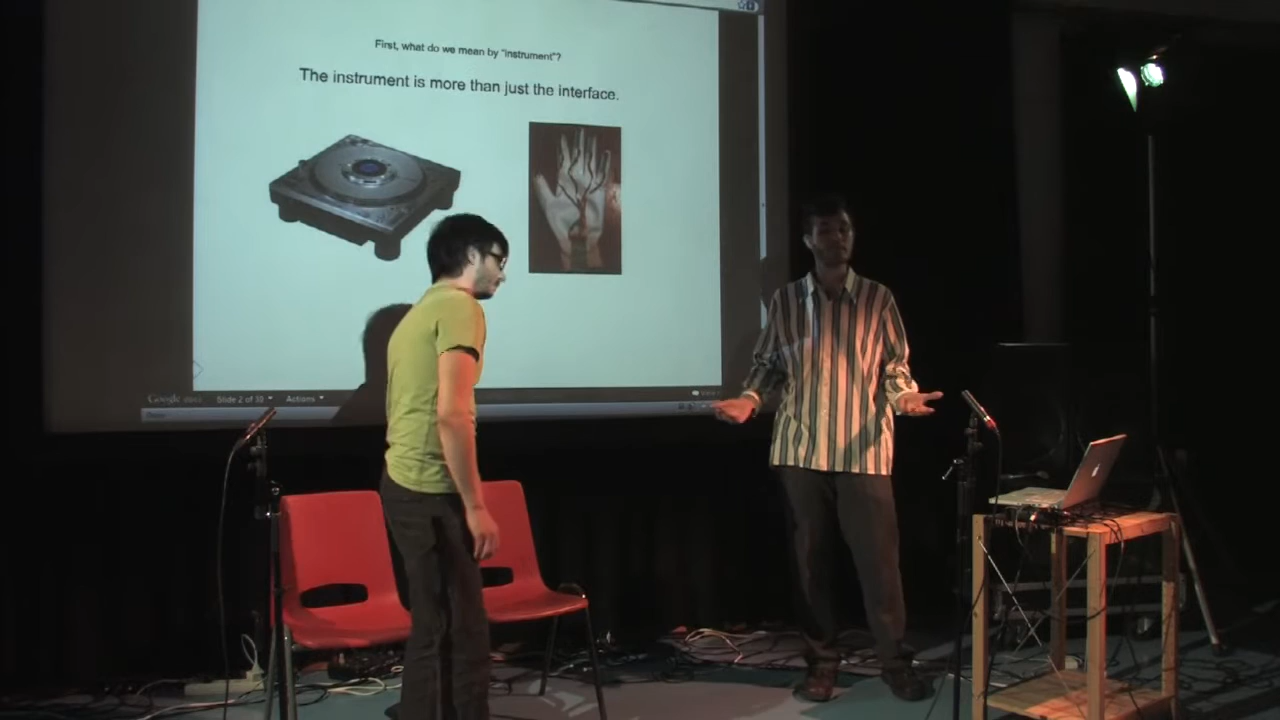 First, what do we mean by “instrument”?
The instrument is more than just the interface.
Google
Slide 2 of 30
Actions